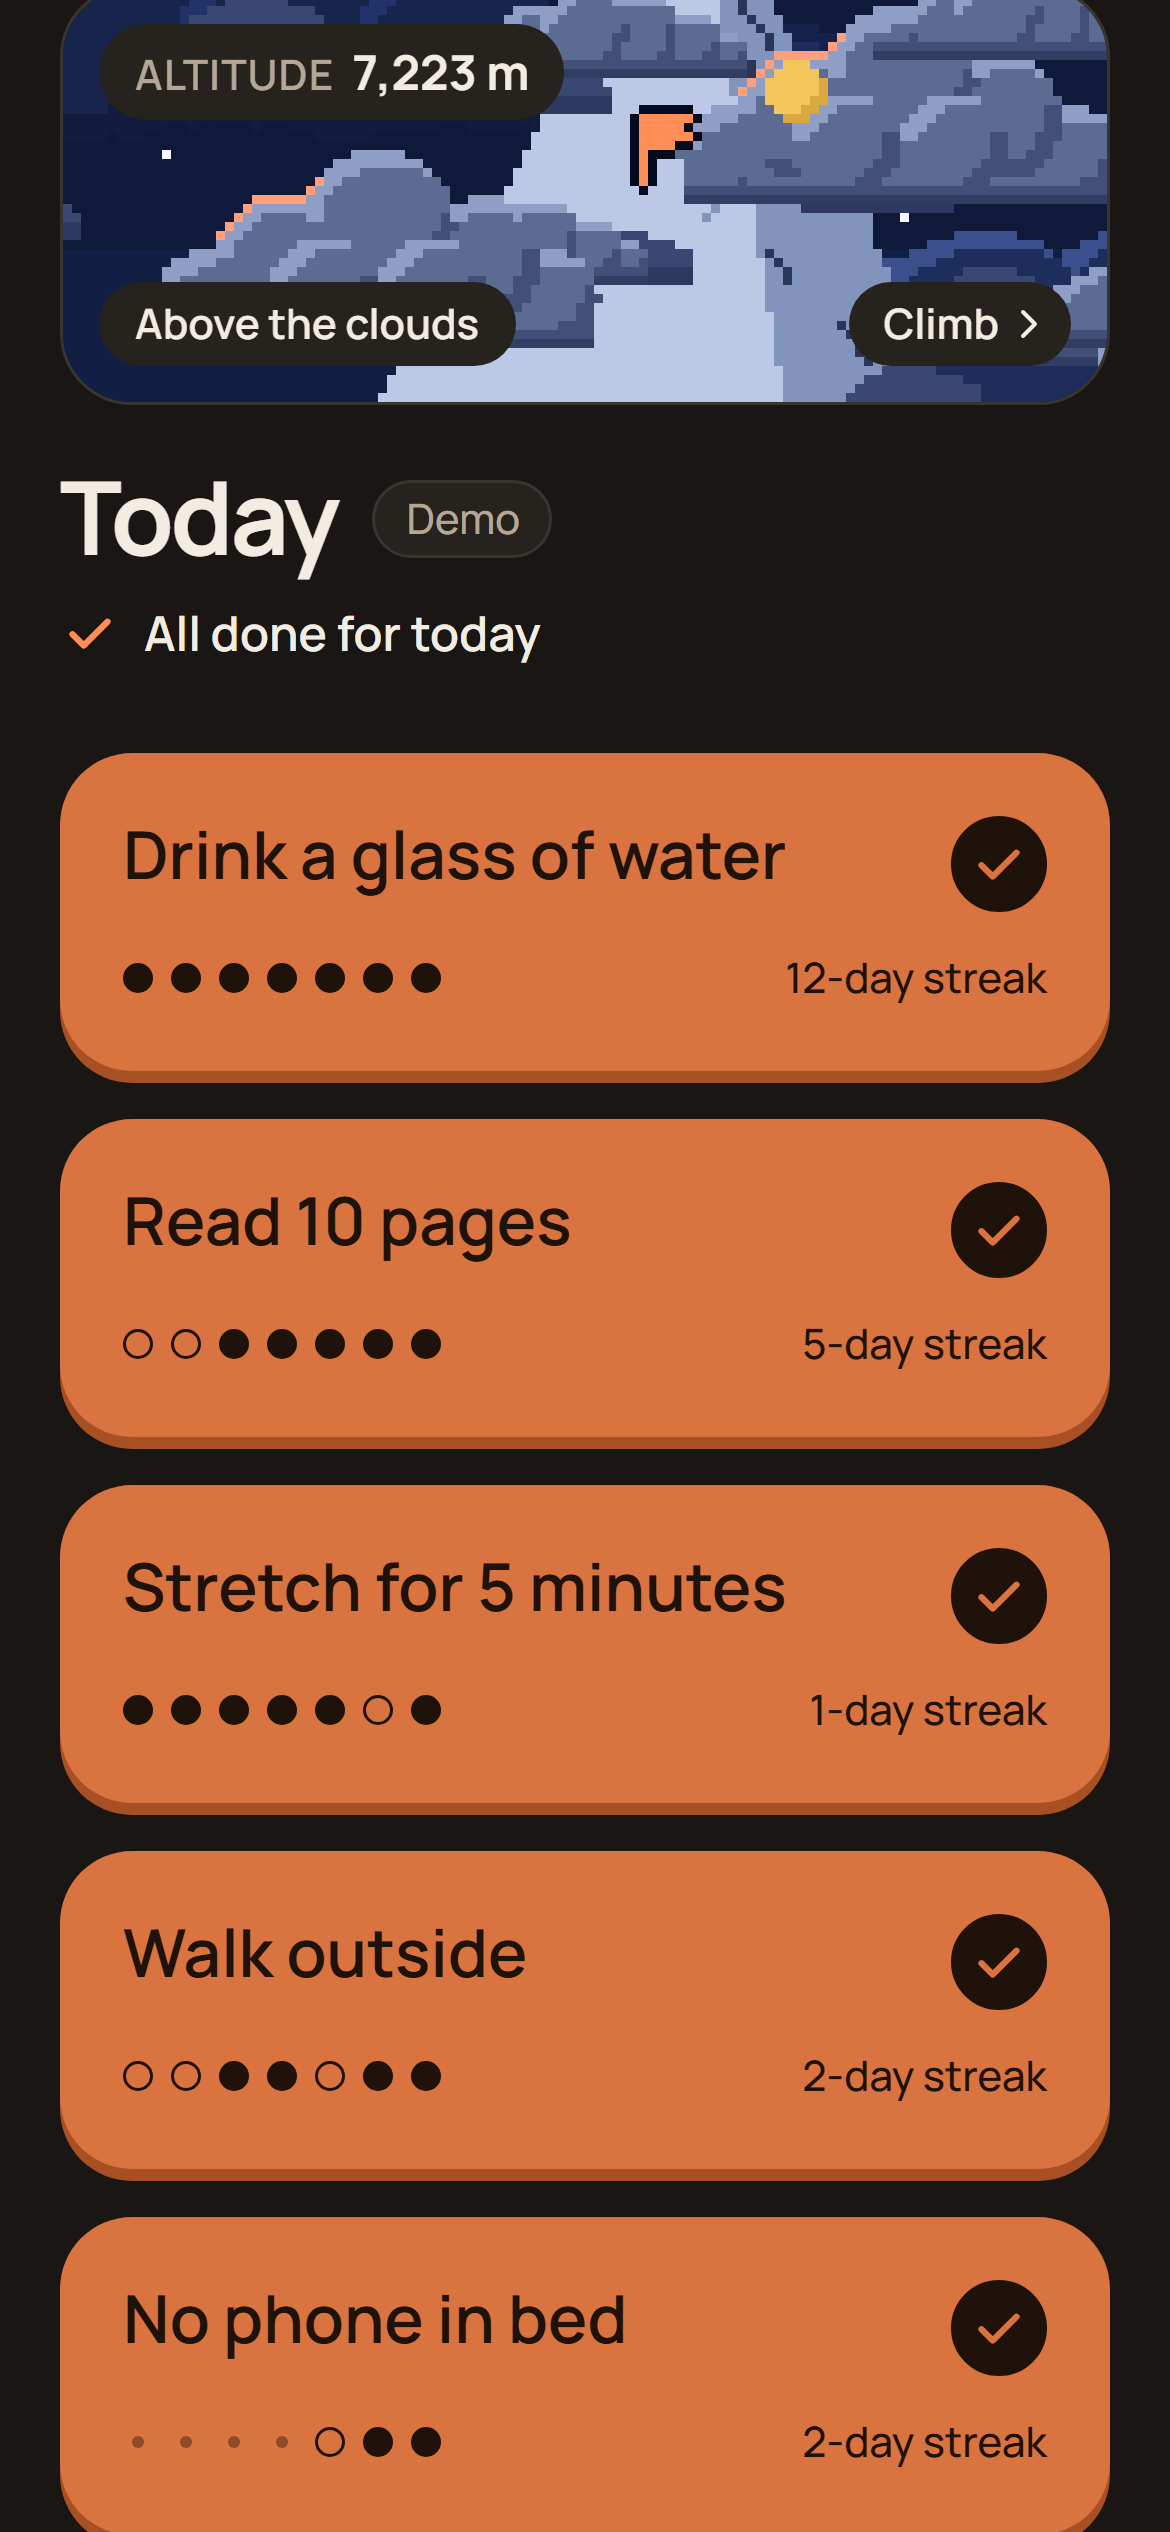 ALTITUDE 7,223 m
Above the clouds
Climb
Today
Demo
All done for today
Drink a glass of water
12-day streak
Read 10 pages
5-day streak
Stretch for 5 minutes
1-day streak
Walk outside
2-day streak
No phone in bed
2-day streak